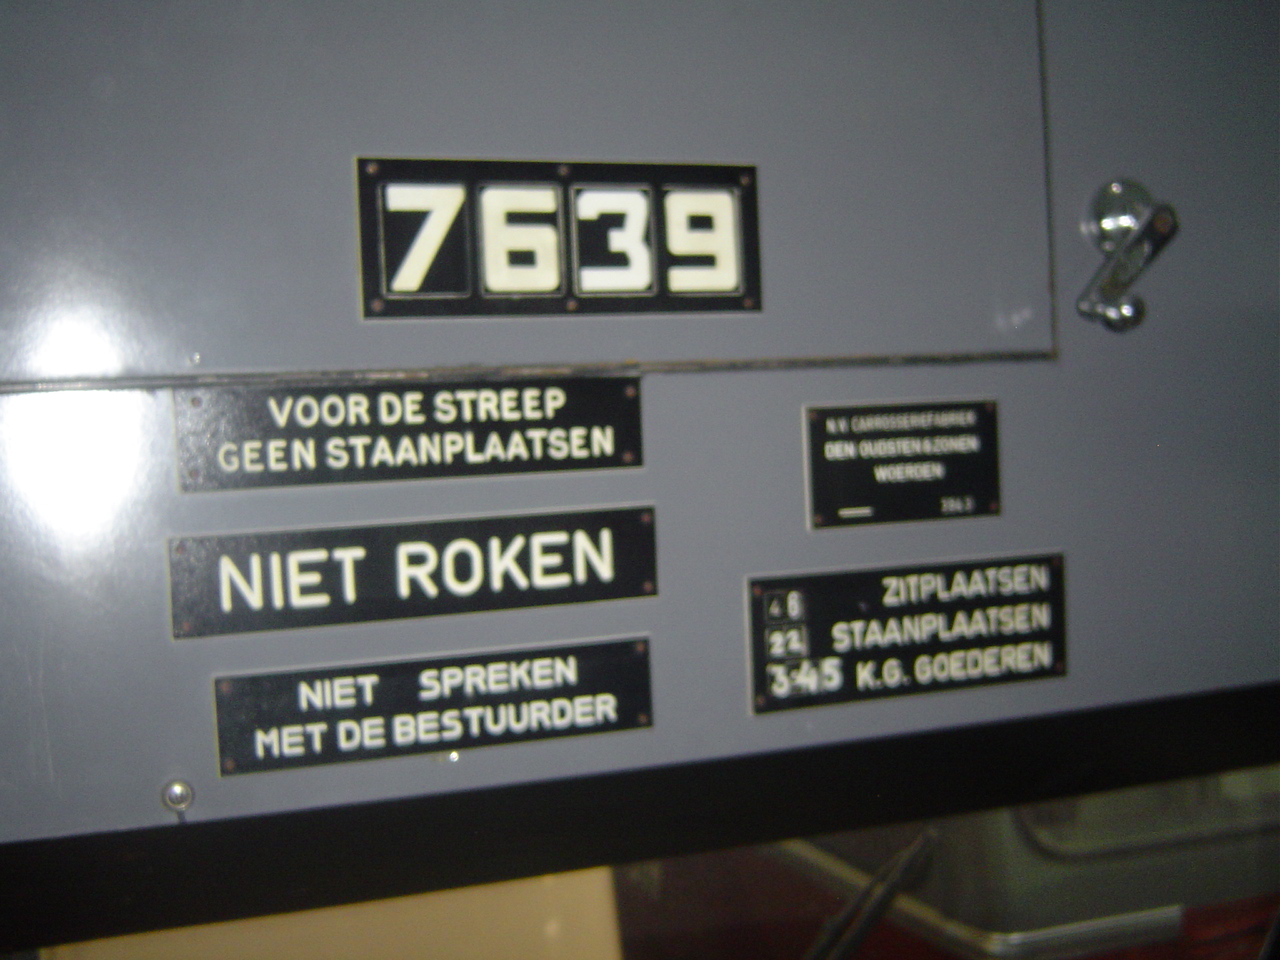 7639
VOOR DE STREEP
GEEN STAANPLAATSEN
NIET ROKEN
NIET SPREKEN
MET DE BESTUURDER
N.V. CARROSSERIEFABRIEK
DEN OUDSTEN & ZONEN
WOERDEN
46 ZITPLAATSEN
22 STAANPLAATSEN
345 K.G. GOEDEREN